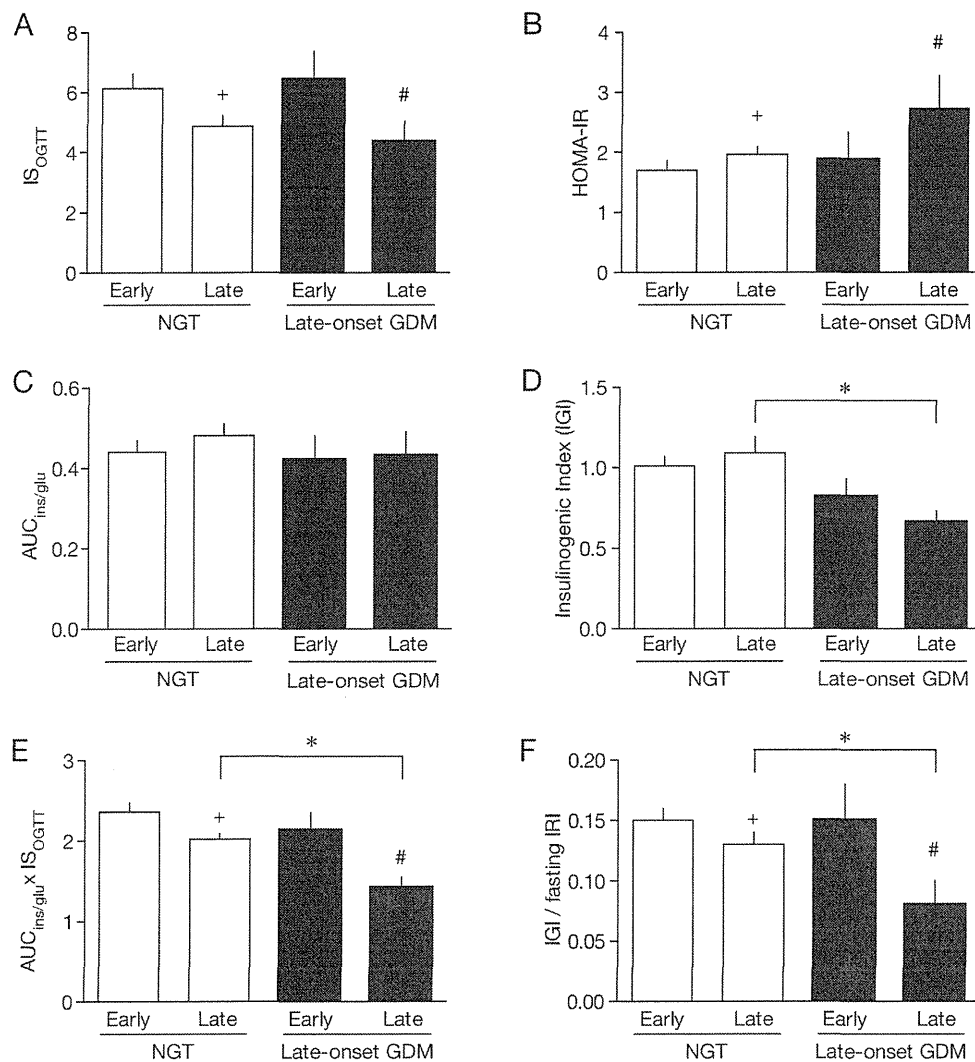 A
8
6
4
2
0
IS_OGTT
+
#
Early Late Early Late
NGT Late-onset GDM
B
4
3
2
1
0
HOMA-IR
+
#
Early Late Early Late
NGT Late-onset GDM
C
0.6
0.4
0.2
0.0
AUC_ins/glu
Early Late Early Late
NGT Late-onset GDM
D
1.5
1.0
0.5
0.0
Insulinogenic Index (IGI)
*
Early Late Early Late
NGT Late-onset GDM
E
3
2
1
0
AUC_ins/glu x IS_OGTT
*
+
#
Early Late Early Late
NGT Late-onset GDM
F
0.20
0.15
0.10
0.05
0.00
IGI / fasting IRI
*
+
#
Early Late Early Late
NGT Late-onset GDM